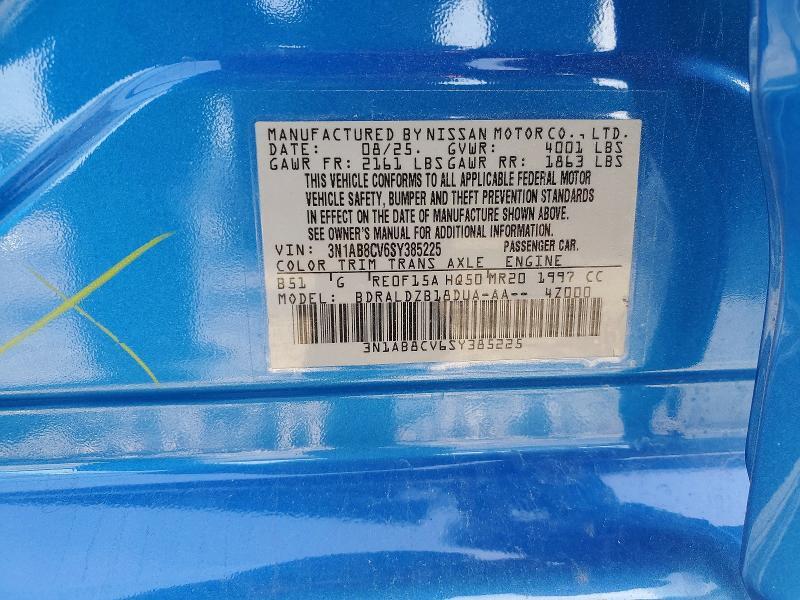 MANUFACTURED BY NISSAN MOTOR CO., LTD.
DATE: 08/25. GVWR: 4001 LBS
GAWR FR: 2161 LBS GAWR RR: 1863 LBS
THIS VEHICLE CONFORMS TO ALL APPLICABLE FEDERAL MOTOR
VEHICLE SAFETY, BUMPER AND THEFT PREVENTION STANDARDS
IN EFFECT ON THE DATE OF MANUFACTURE SHOWN ABOVE.
SEE OWNER'S MANUAL FOR ADDITIONAL INFORMATION.
VIN: 3N1AB8CV6SY385225 PASSENGER CAR.
COLOR TRIM TRANS AXLE ENGINE
B51 G RE0F15A HQ50 MR20 1997 CC
MODEL: BDRALDZB18DUA-AA-- 4Z000
3N1AB8CV6SY385225